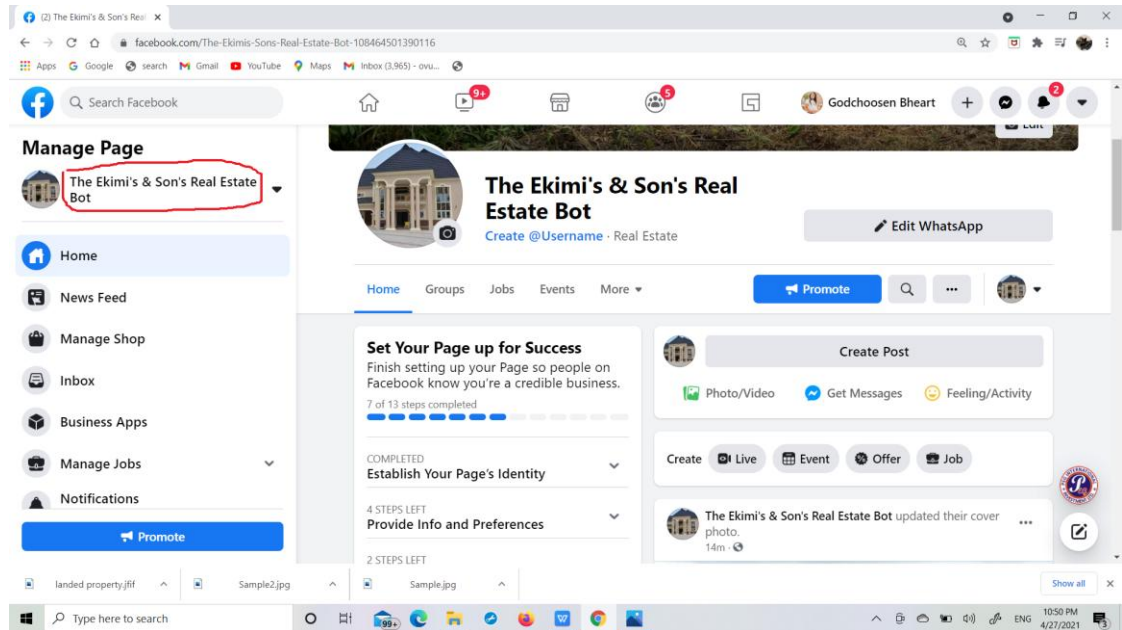 (2) The Ekimi's & Son's Real
facebook.com/The-Ekimis-Sons-Real-Estate-Bot-108464501390116
Apps Google search Gmail YouTube Maps Inbox (3,965) - ovu...
Search Facebook
9+
5
Godchoosen Bheart
2
Manage Page
The Ekimi's & Son's Real Estate
Bot
Home
News Feed
Manage Shop
Inbox
Business Apps
Manage Jobs
Notifications
Promote
Edit
The Ekimi's & Son's Real
Estate Bot
Create @Username · Real Estate
Edit WhatsApp
Home Groups Jobs Events More
Promote
Set Your Page up for Success
Finish setting up your Page so people on
Facebook know you're a credible business.
7 of 13 steps completed
COMPLETED
Establish Your Page's Identity
4 STEPS LEFT
Provide Info and Preferences
2 STEPS LEFT
Create Post
Photo/Video Get Messages Feeling/Activity
Create Live Event Offer Job
The Ekimi's & Son's Real Estate Bot updated their cover
photo.
14m ·
landed property.jfif Sample2.jpg Sample.jpg Show all
Type here to search
99+
ENG
10:50 PM
4/27/2021
3